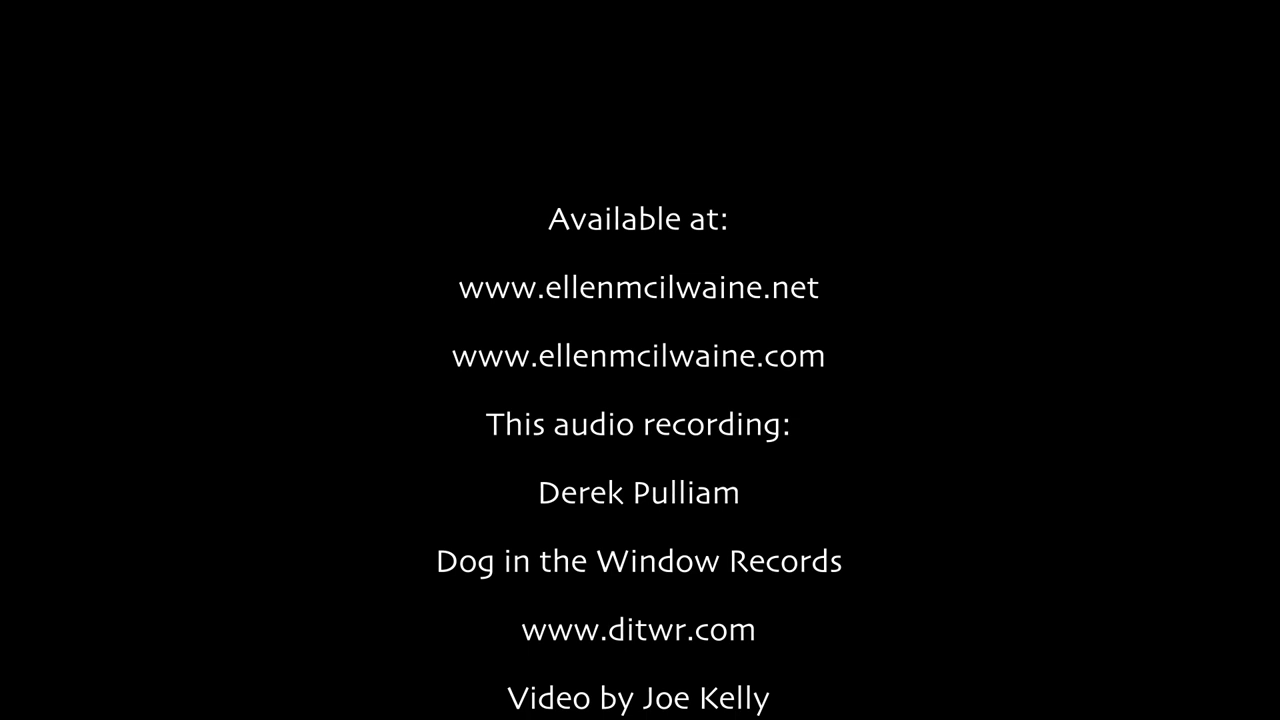 Available at:
www.ellenmcilwaine.net
www.ellenmcilwaine.com
This audio recording:
Derek Pulliam
Dog in the Window Records
www.ditwr.com
Video by Joe Kelly